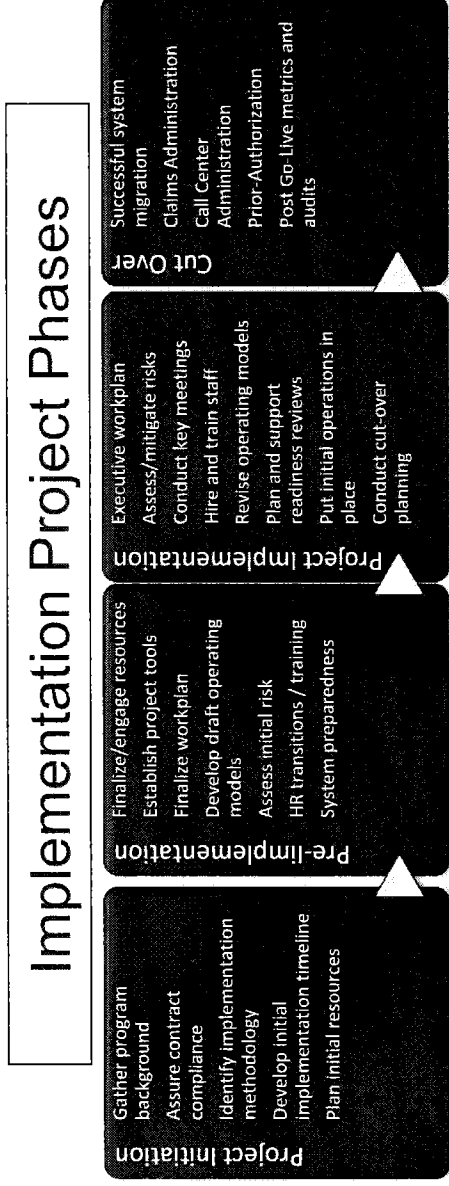 Implementation Project Phases
Project Initiation
Gather program
background
Assure contract
compliance
Identify implementation
methodology
Develop initial
implementation timeline
Plan initial resources
Pre-Iimplementation
Finalize/engage resources
Establish project tools
Finalize workplan
Develop draft operating
models
Assess initial risk
HR transitions / training
System preparedness
Project Implementation
Executive workplan
Assess/mitigate risks
Conduct key meetings
Hire and train staff
Revise operating models
Plan and support
readiness reviews
Put initial operations in
place
Conduct cut-over
planning
Cut Over
Successful system
migration
Claims Administration
Call Center
Administration
Prior-Authorization
Post Go-Live metrics and
audits